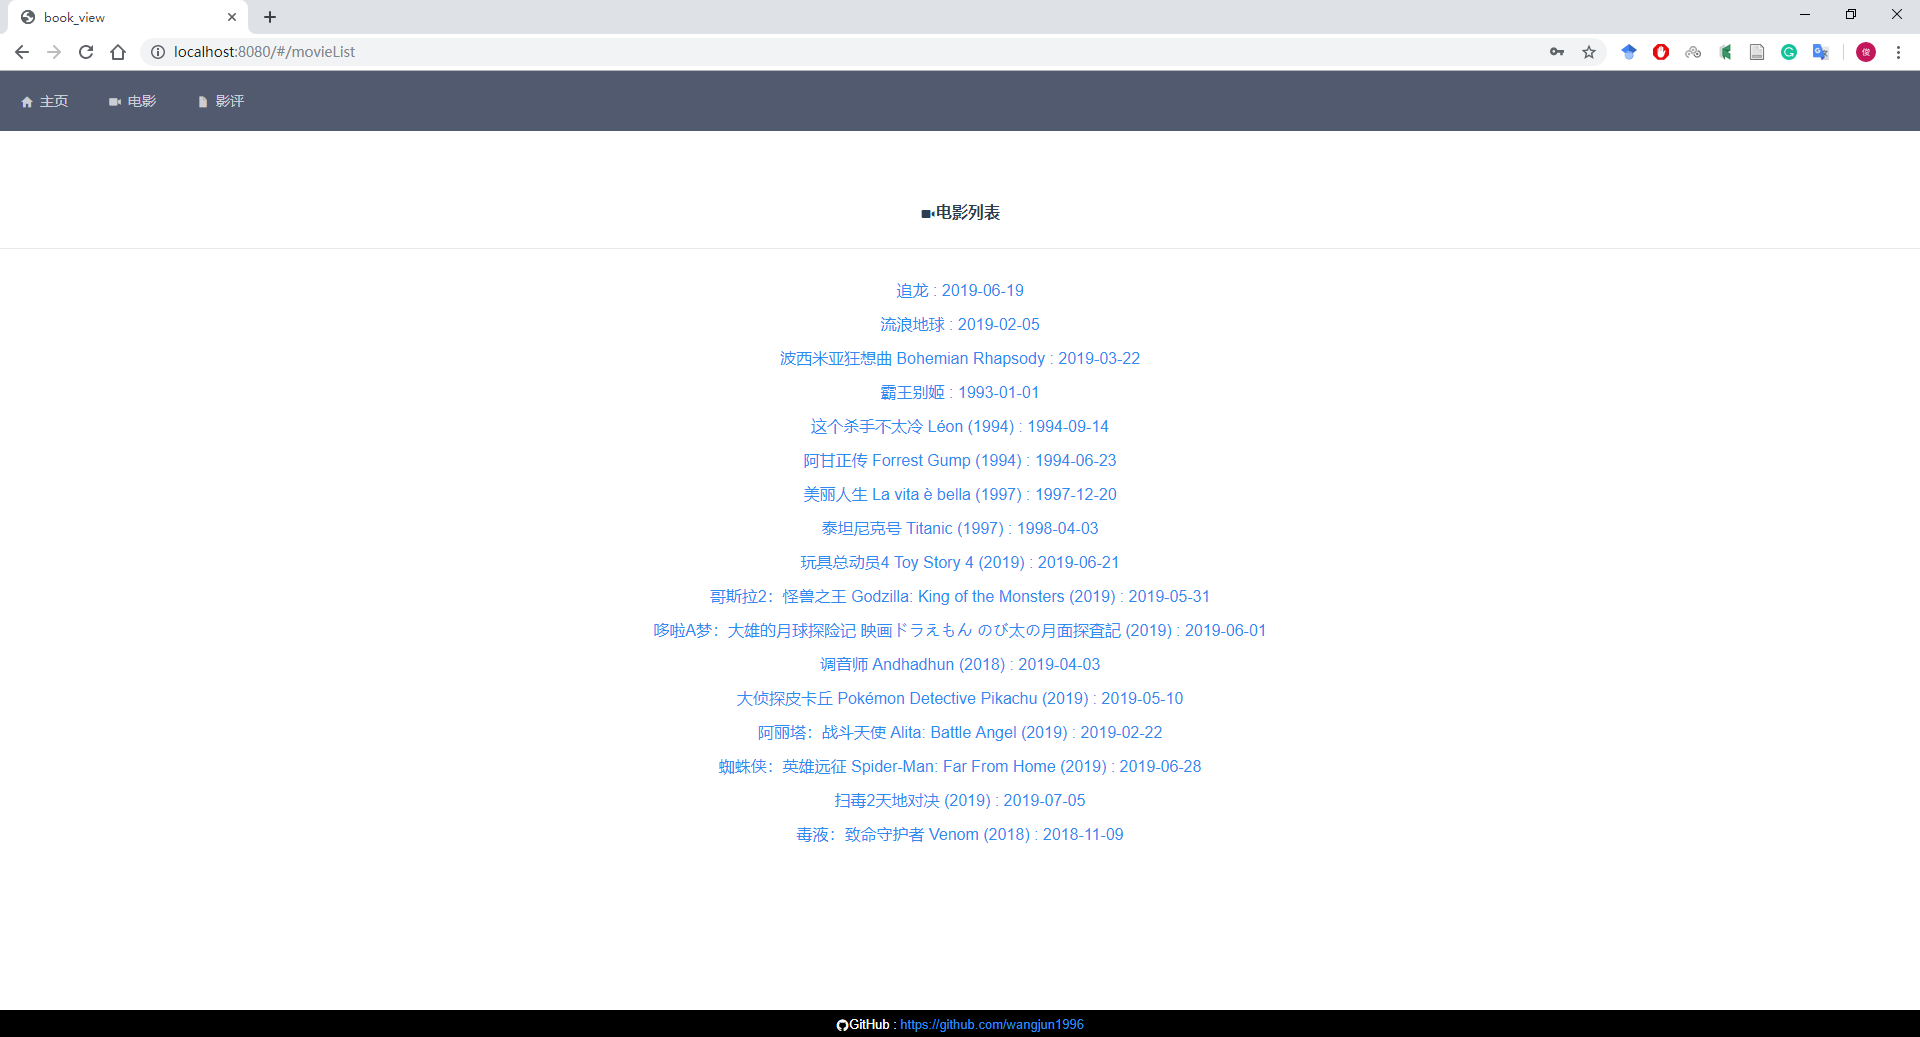 book_view
localhost:8080/#/movieList
俊
主页 电影 影评
电影列表
追龙 : 2019-06-19
流浪地球 : 2019-02-05
波西米亚狂想曲 Bohemian Rhapsody : 2019-03-22
霸王别姬 : 1993-01-01
这个杀手不太冷 Léon (1994) : 1994-09-14
阿甘正传 Forrest Gump (1994) : 1994-06-23
美丽人生 La vita è bella (1997) : 1997-12-20
泰坦尼克号 Titanic (1997) : 1998-04-03
玩具总动员4 Toy Story 4 (2019) : 2019-06-21
哥斯拉2：怪兽之王 Godzilla: King of the Monsters (2019) : 2019-05-31
哆啦A梦：大雄的月球探险记 映画ドラえもん のび太の月面探査記 (2019) : 2019-06-01
调音师 Andhadhun (2018) : 2019-04-03
大侦探皮卡丘 Pokémon Detective Pikachu (2019) : 2019-05-10
阿丽塔：战斗天使 Alita: Battle Angel (2019) : 2019-02-22
蜘蛛侠：英雄远征 Spider-Man: Far From Home (2019) : 2019-06-28
扫毒2天地对决 (2019) : 2019-07-05
毒液：致命守护者 Venom (2018) : 2018-11-09
GitHub : https://github.com/wangjun1996